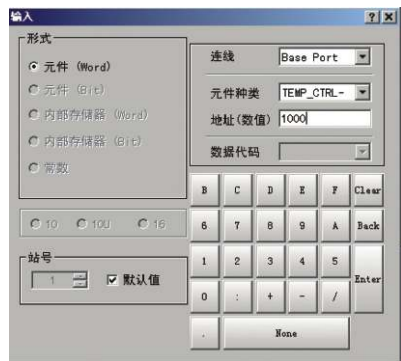 输入
形式
元件 (Word)
元件 (Bit)
内部存储器 (Word)
内部存储器 (Bit)
常数
10 10U 16
站号
1 默认值
连线 Base Port
元件种类 TEMP_CTRL-
地址(数值) 1000
数据代码
B C D E F Clear
6 7 8 9 A Back
1 2 3 4 5 Enter
0 : + - /
. None